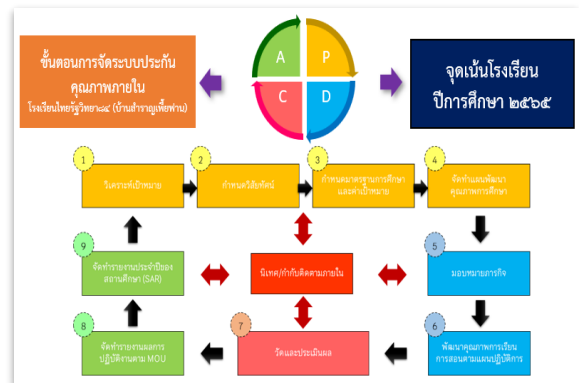 ขั้นตอนการจัดระบบประกัน
คุณภาพภายใน
โรงเรียนไทยรัฐวิทยา๘๔ (บ้านสำราญเพี้ยฟาน)
A
P
C
D
จุดเน้นโรงเรียน
ปีการศึกษา ๒๕๖๕
1
วิเคราะห์เป้าหมาย
2
กำหนดวิสัยทัศน์
3
กำหนดมาตรฐานการศึกษา
และค่าเป้าหมาย
4
จัดทำแผนพัฒนา
คุณภาพการศึกษา
9
จัดทำรายงานประจำปีของ
สถานศึกษา (SAR)
นิเทศ/กำกับติดตามภายใน
5
มอบหมายภารกิจ
8
จัดทำรายงานผลการ
ปฏิบัติงานตาม MOU
7
วัดและประเมินผล
6
พัฒนาคุณภาพการเรียน
การสอนตามแผนปฏิบัติการ